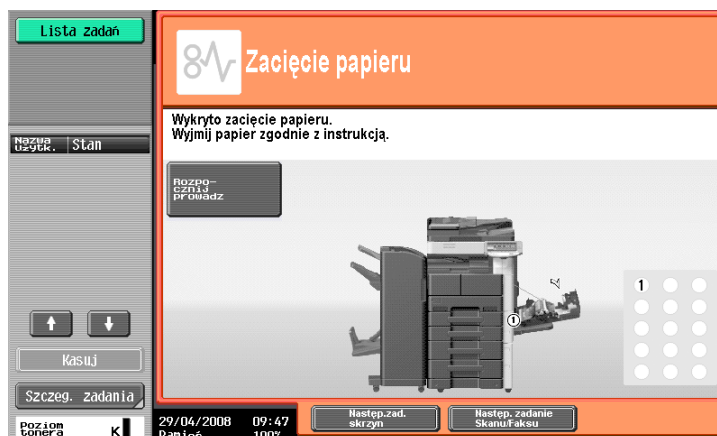 Lista zadań
Zacięcie papieru
Wykryto zacięcie papieru.
Wyjmij papier zgodnie z instrukcją.
Nazwa użytk.
Stan
Rozpo-
cznij
prowadz
1
1
Kasuj
Szczeg. zadania
Poziom
tonera
K
29/04/2008 09:47
Pamięć 100%
Następ.zad.
skrzyn
Następ. zadanie
Skanu/Faksu